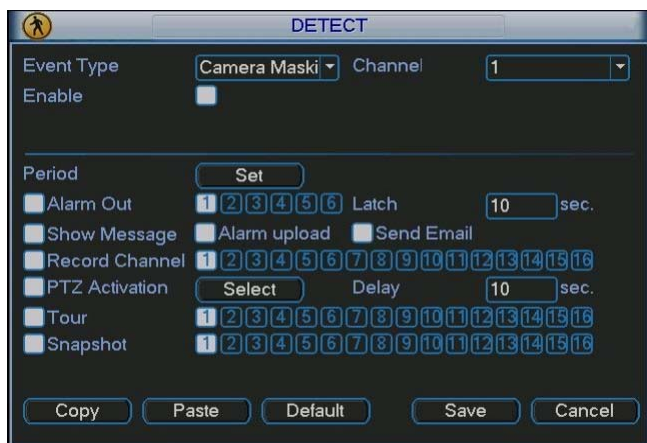 DETECT
Event Type Camera Maski Channel 1
Enable
Period Set
Alarm Out 1 2 3 4 5 6 Latch 10 sec.
Show Message Alarm upload Send Email
Record Channel 1 2 3 4 5 6 7 8 9 10 11 12 13 14 15 16
PTZ Activation Select Delay 10 sec.
Tour 1 2 3 4 5 6 7 8 9 10 11 12 13 14 15 16
Snapshot 1 2 3 4 5 6 7 8 9 10 11 12 13 14 15 16
Copy Paste Default Save Cancel